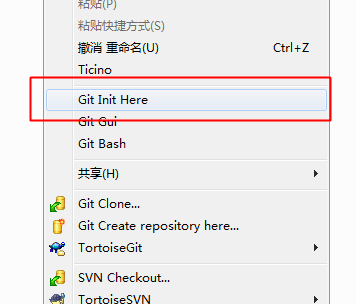 粘贴(P)
粘贴快捷方式(S)
撤消 重命名(U) Ctrl+Z
Ticino
Git Init Here
Git Gui
Git Bash
共享(H)
Git Clone...
Git Create repository here...
TortoiseGit
SVN Checkout...
TortoiseSVN